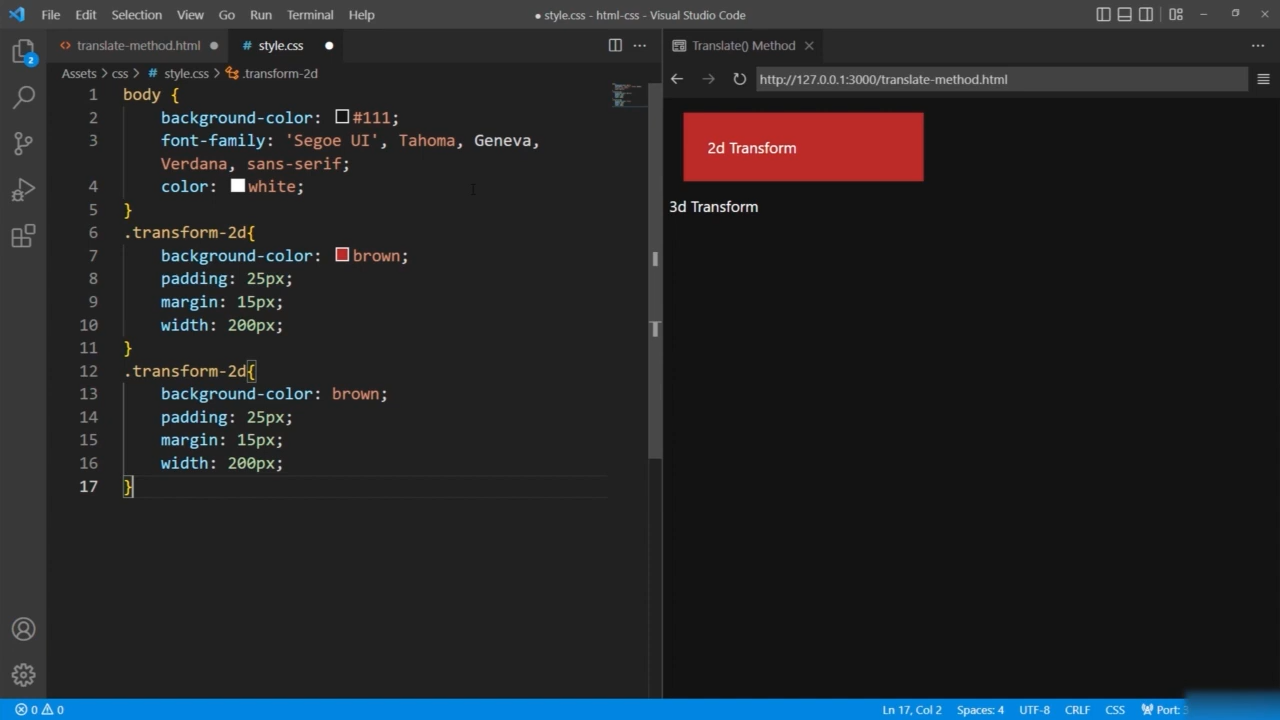 File Edit Selection View Go Run Terminal Help
● style.css - html-css - Visual Studio Code
translate-method.html
# style.css
Translate() Method
2
Assets > css > # style.css > .transform-2d
http://127.0.0.1:3000/translate-method.html
1 body {
2 background-color: #111;
3 font-family: 'Segoe UI', Tahoma, Geneva,
Verdana, sans-serif;
4 color: white;
5 }
6 .transform-2d{
7 background-color: brown;
8 padding: 25px;
9 margin: 15px;
10 width: 200px;
11 }
12 .transform-2d{
13 background-color: brown;
14 padding: 25px;
15 margin: 15px;
16 width: 200px;
17 }
2d Transform
3d Transform
0 0
Ln 17, Col 2 Spaces: 4 UTF-8 CRLF CSS Port: